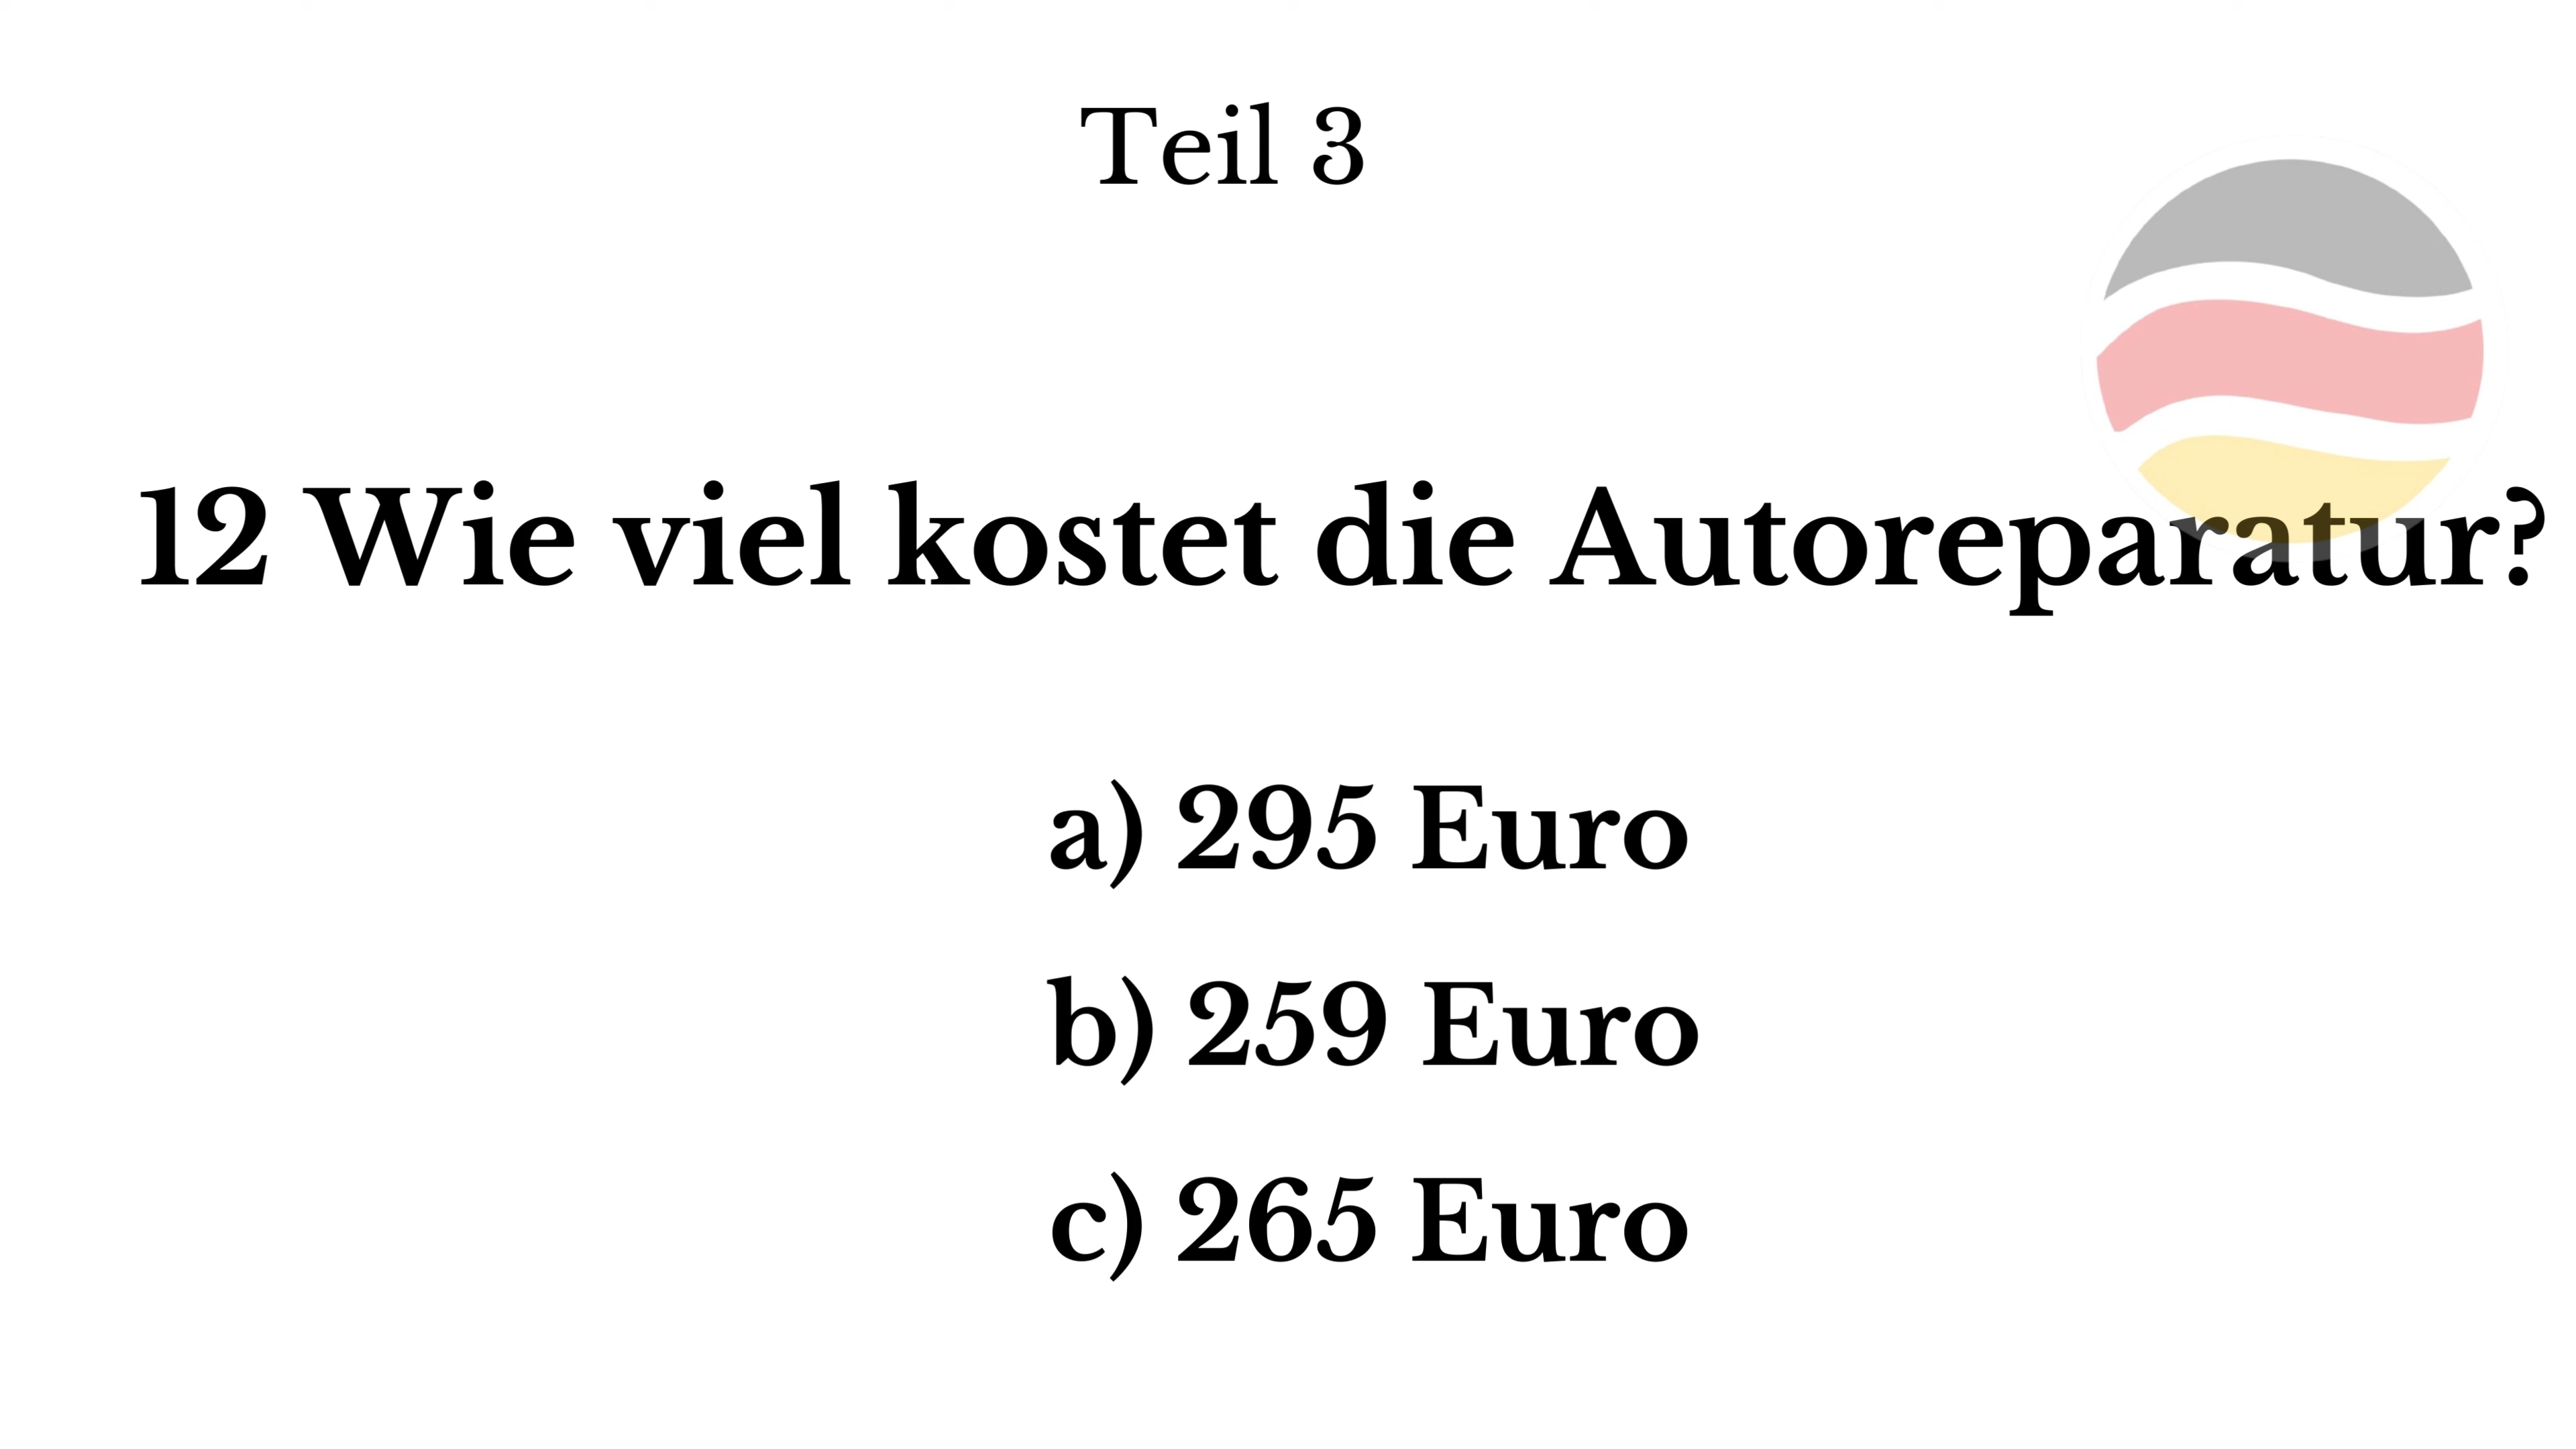 Teil 3
12 Wie viel kostet die Autoreparatur?
a) 295 Euro
b) 259 Euro
c) 265 Euro